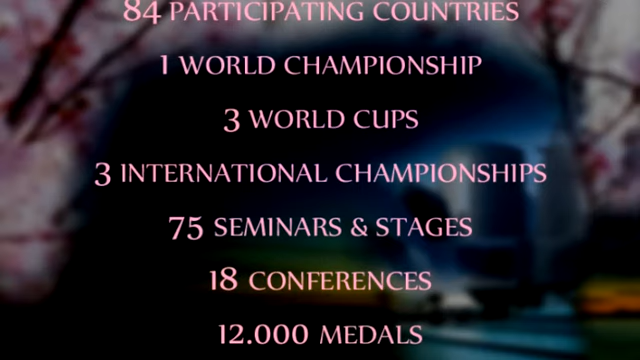 84 PARTICIPATING COUNTRIES
1 WORLD CHAMPIONSHIP
3 WORLD CUPS
3 INTERNATIONAL CHAMPIONSHIPS
75 SEMINARS & STAGES
18 CONFERENCES
12.000 MEDALS